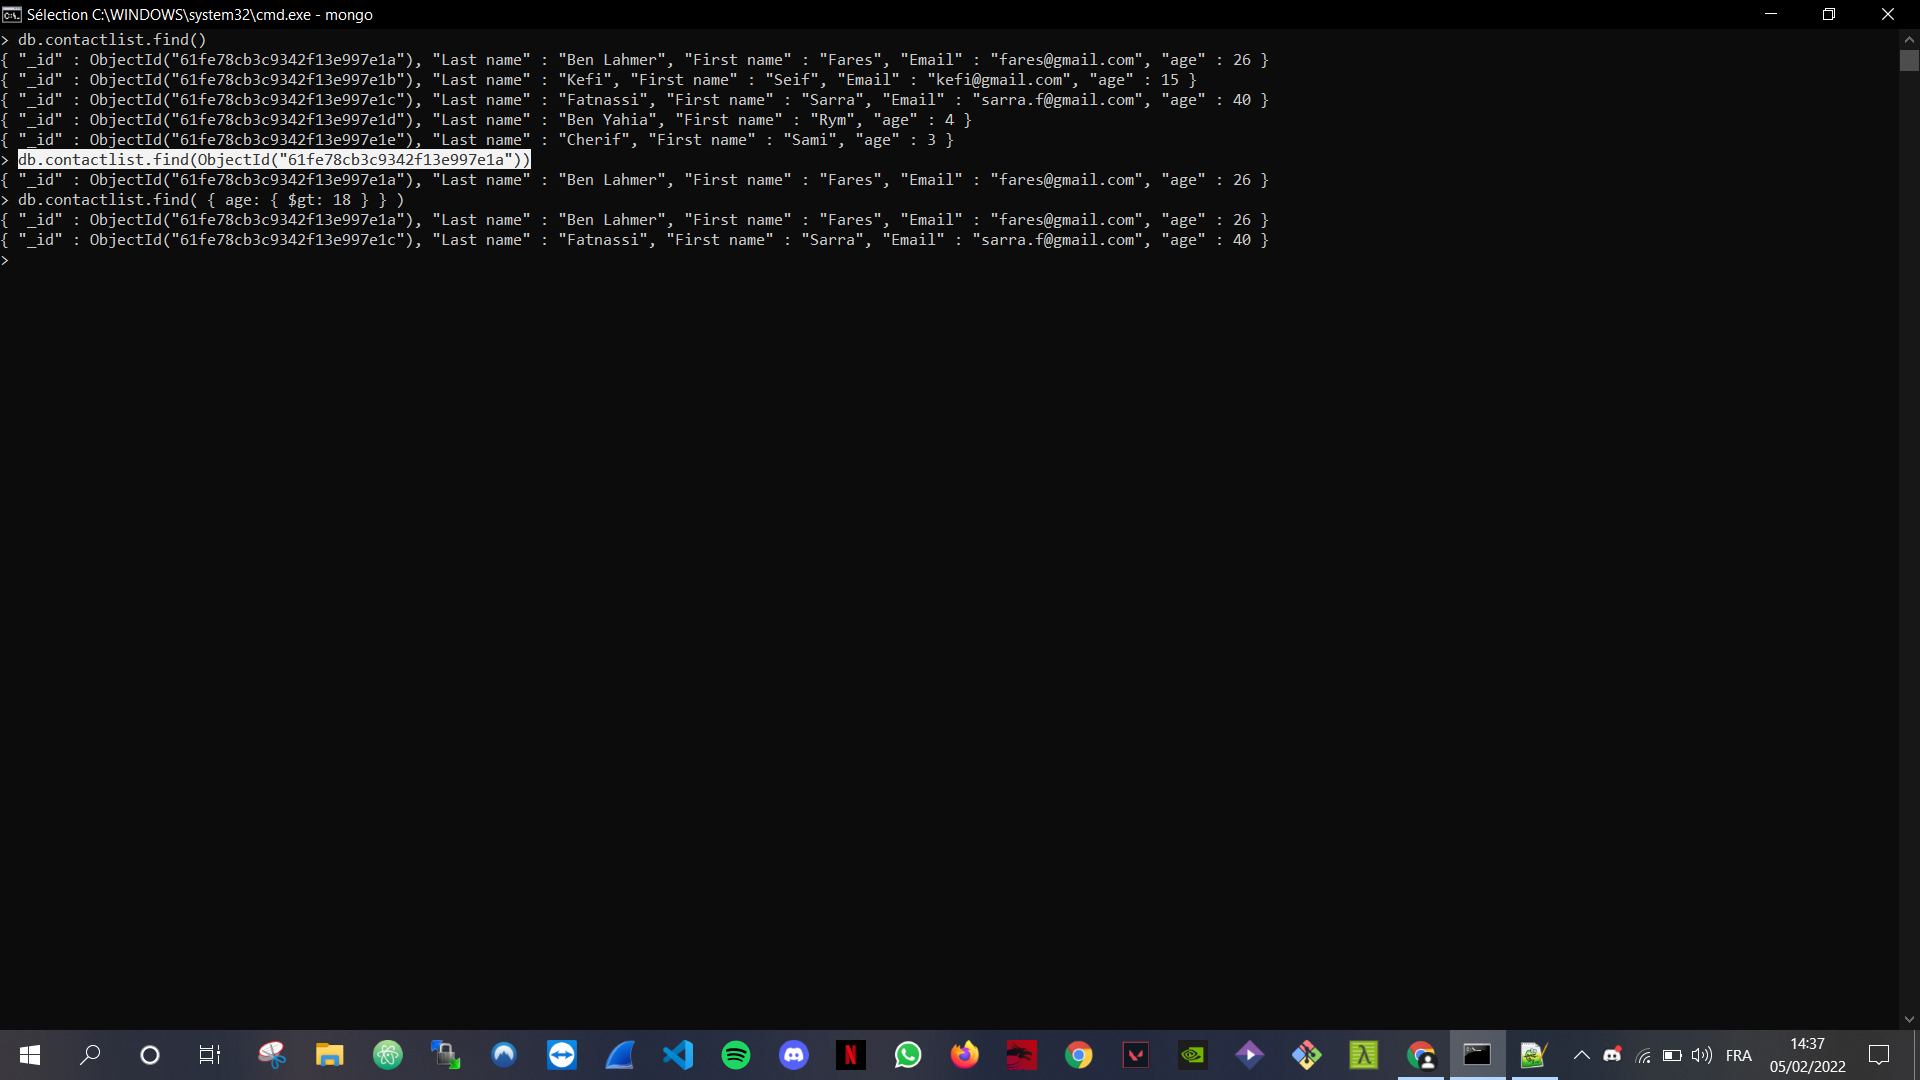 Sélection C:\WINDOWS\system32\cmd.exe - mongo
> db.contactlist.find()
{ "_id" : ObjectId("61fe78cb3c9342f13e997e1a"), "Last name" : "Ben Lahmer", "First name" : "Fares", "Email" : "fares@gmail.com", "age" : 26 }
{ "_id" : ObjectId("61fe78cb3c9342f13e997e1b"), "Last name" : "Kefi", "First name" : "Seif", "Email" : "kefi@gmail.com", "age" : 15 }
{ "_id" : ObjectId("61fe78cb3c9342f13e997e1c"), "Last name" : "Fatnassi", "First name" : "Sarra", "Email" : "sarra.f@gmail.com", "age" : 40 }
{ "_id" : ObjectId("61fe78cb3c9342f13e997e1d"), "Last name" : "Ben Yahia", "First name" : "Rym", "age" : 4 }
{ "_id" : ObjectId("61fe78cb3c9342f13e997e1e"), "Last name" : "Cherif", "First name" : "Sami", "age" : 3 }
> db.contactlist.find(ObjectId("61fe78cb3c9342f13e997e1a"))
{ "_id" : ObjectId("61fe78cb3c9342f13e997e1a"), "Last name" : "Ben Lahmer", "First name" : "Fares", "Email" : "fares@gmail.com", "age" : 26 }
> db.contactlist.find( { age: { $gt: 18 } } )
{ "_id" : ObjectId("61fe78cb3c9342f13e997e1a"), "Last name" : "Ben Lahmer", "First name" : "Fares", "Email" : "fares@gmail.com", "age" : 26 }
{ "_id" : ObjectId("61fe78cb3c9342f13e997e1c"), "Last name" : "Fatnassi", "First name" : "Sarra", "Email" : "sarra.f@gmail.com", "age" : 40 }
>
FRA
14:37
05/02/2022